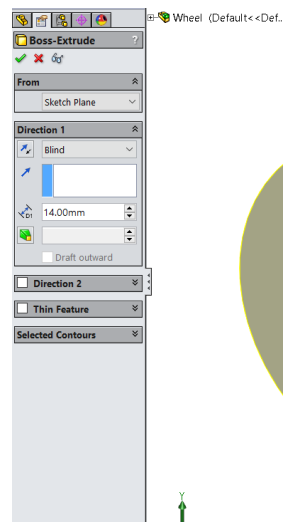 Wheel (Default<<Def..
Boss-Extrude ?
From
Sketch Plane
Direction 1
Blind
D1 14.00mm
Draft outward
Direction 2
Thin Feature
Selected Contours
Y